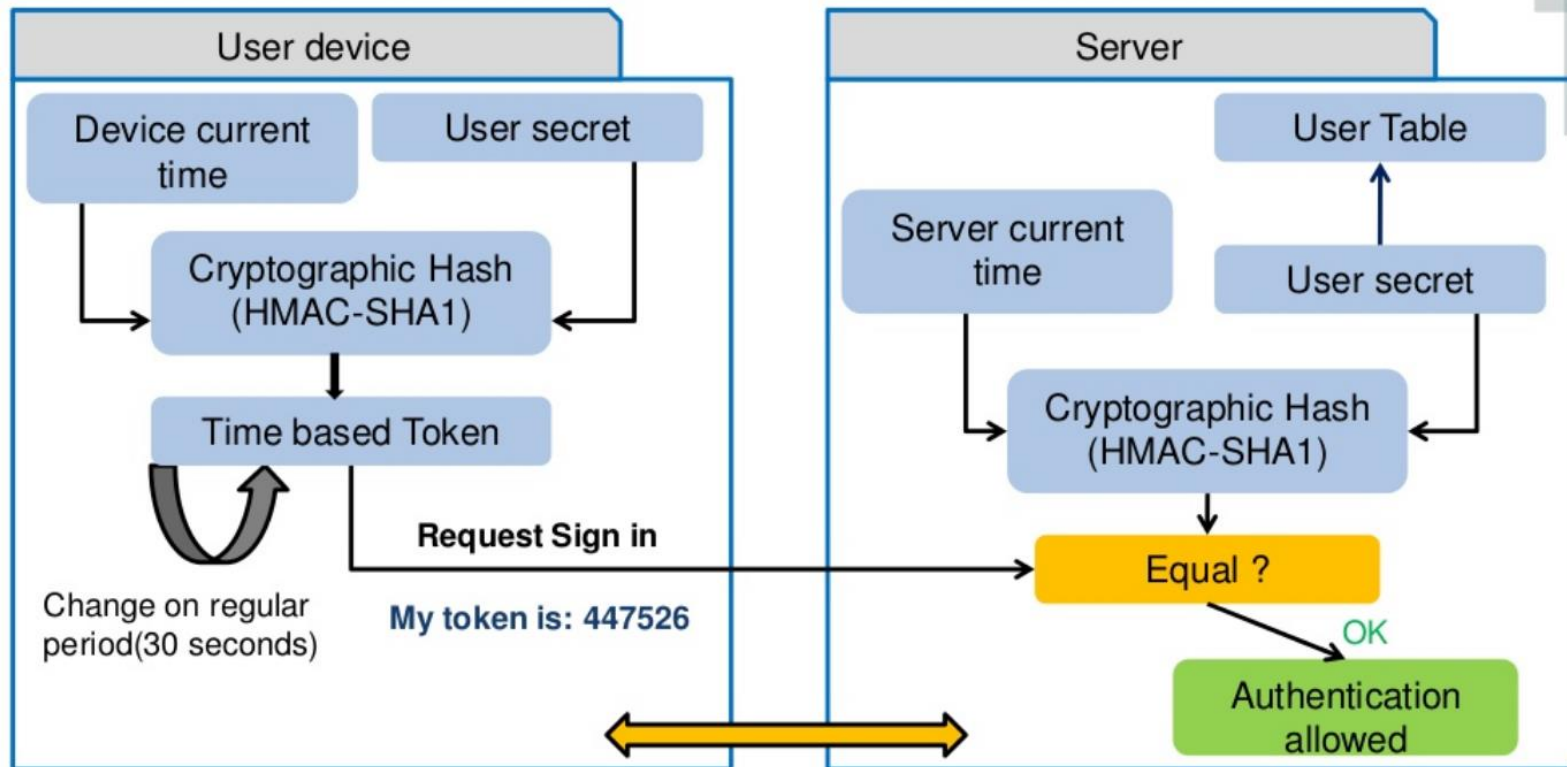 User device
Device current
time
User secret
Cryptographic Hash
(HMAC-SHA1)
Time based Token
Change on regular
period(30 seconds)
Request Sign in
My token is: 447526
Server
User Table
Server current
time
User secret
Cryptographic Hash
(HMAC-SHA1)
Equal ?
OK
Authentication
allowed